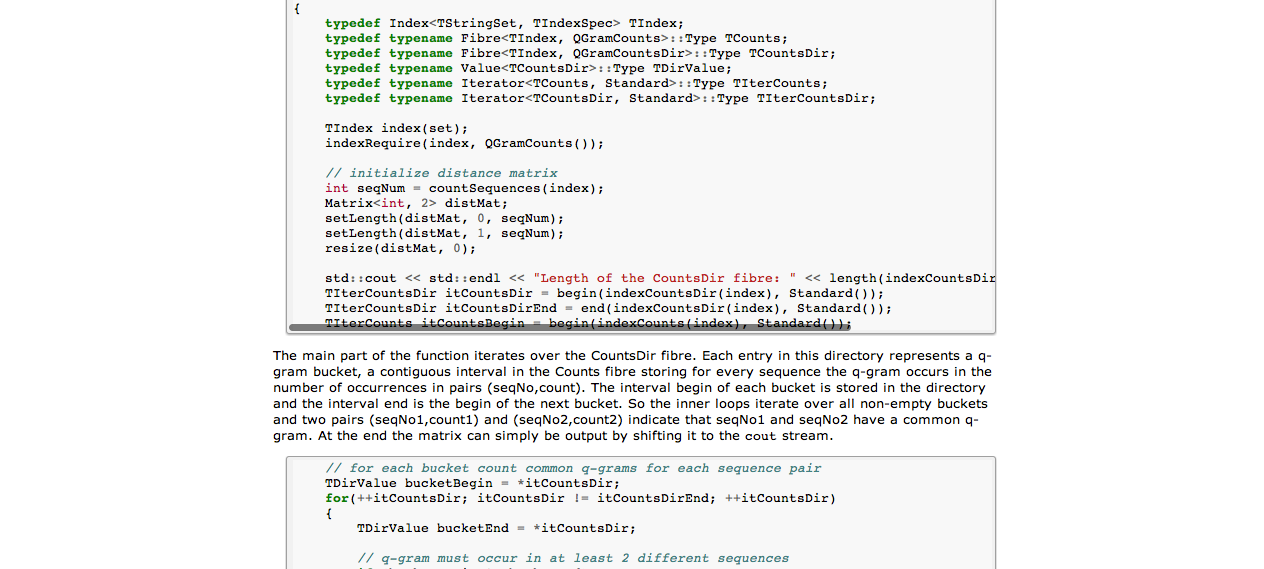 {
    typedef Index<TStringSet, TIndexSpec> TIndex;
    typedef typename Fibre<TIndex, QGramCounts>::Type TCounts;
    typedef typename Fibre<TIndex, QGramCountsDir>::Type TCountsDir;
    typedef typename Value<TCountsDir>::Type TDirValue;
    typedef typename Iterator<TCounts, Standard>::Type TIterCounts;
    typedef typename Iterator<TCountsDir, Standard>::Type TIterCountsDir;

    TIndex index(set);
    indexRequire(index, QGramCounts());

    // initialize distance matrix
    int seqNum = countSequences(index);
    Matrix<int, 2> distMat;
    setLength(distMat, 0, seqNum);
    setLength(distMat, 1, seqNum);
    resize(distMat, 0);

    std::cout << std::endl << "Length of the CountsDir fibre: " << length(indexCountsDir
    TIterCountsDir itCountsDir = begin(indexCountsDir(index), Standard());
    TIterCountsDir itCountsDirEnd = end(indexCountsDir(index), Standard());
    TIterCounts itCountsBegin = begin(indexCounts(index), Standard());
The main part of the function iterates over the CountsDir fibre. Each entry in this directory represents a q-
gram bucket, a contiguous interval in the Counts fibre storing for every sequence the q-gram occurs in the
number of occurrences in pairs (seqNo,count). The interval begin of each bucket is stored in the directory
and the interval end is the begin of the next bucket. So the inner loops iterate over all non-empty buckets
and two pairs (seqNo1,count1) and (seqNo2,count2) indicate that seqNo1 and seqNo2 have a common q-
gram. At the end the matrix can simply be output by shifting it to the cout stream.
    // for each bucket count common q-grams for each sequence pair
    TDirValue bucketBegin = *itCountsDir;
    for(++itCountsDir; itCountsDir != itCountsDirEnd; ++itCountsDir)
    {
        TDirValue bucketEnd = *itCountsDir;

        // q-gram must occur in at least 2 different sequences